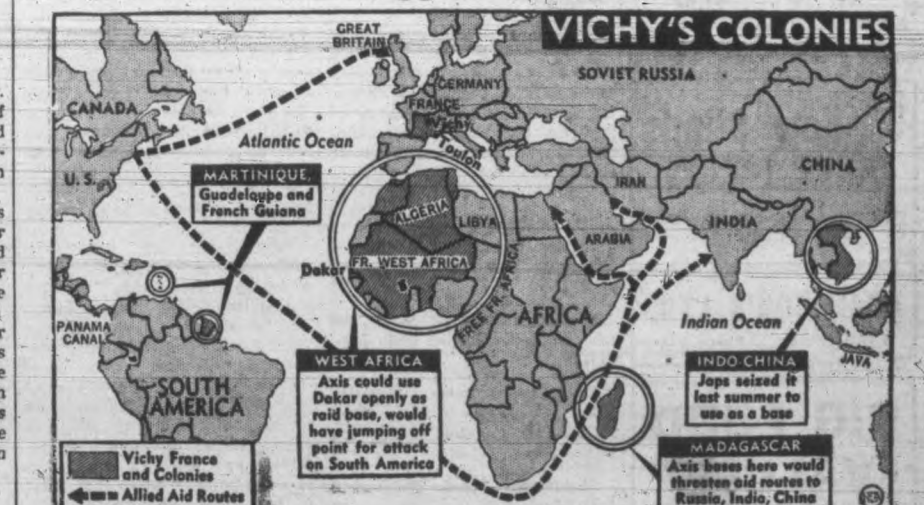 VICHY'S COLONIES
GREAT
BRITAIN
SOVIET RUSSIA
GERMANY
CANADA
FRANCE
Vichy
Atlantic Ocean
Toulon
CHINA
U. S.
MARTINIQUE,
Guadeloupe and
French Guiana
IRAN
ALGERIA
LIBYA
INDIA
ARABIA
Dakar
FR. WEST AFRICA
FREE FR. AFRICA
AFRICA
PANAMA
CANAL
Indian Ocean
JAVA
WEST AFRICA
Axis could use
Dakar openly as
raid base, would
have jumping off
point for attack
on South America
INDO-CHINA
Japs seized it
last summer to
use as a base
SOUTH
AMERICA
MADAGASCAR
Axis bases here would
threaten aid routes to
Russia, India, China
Vichy France
and Colonies
Allied Aid Routes